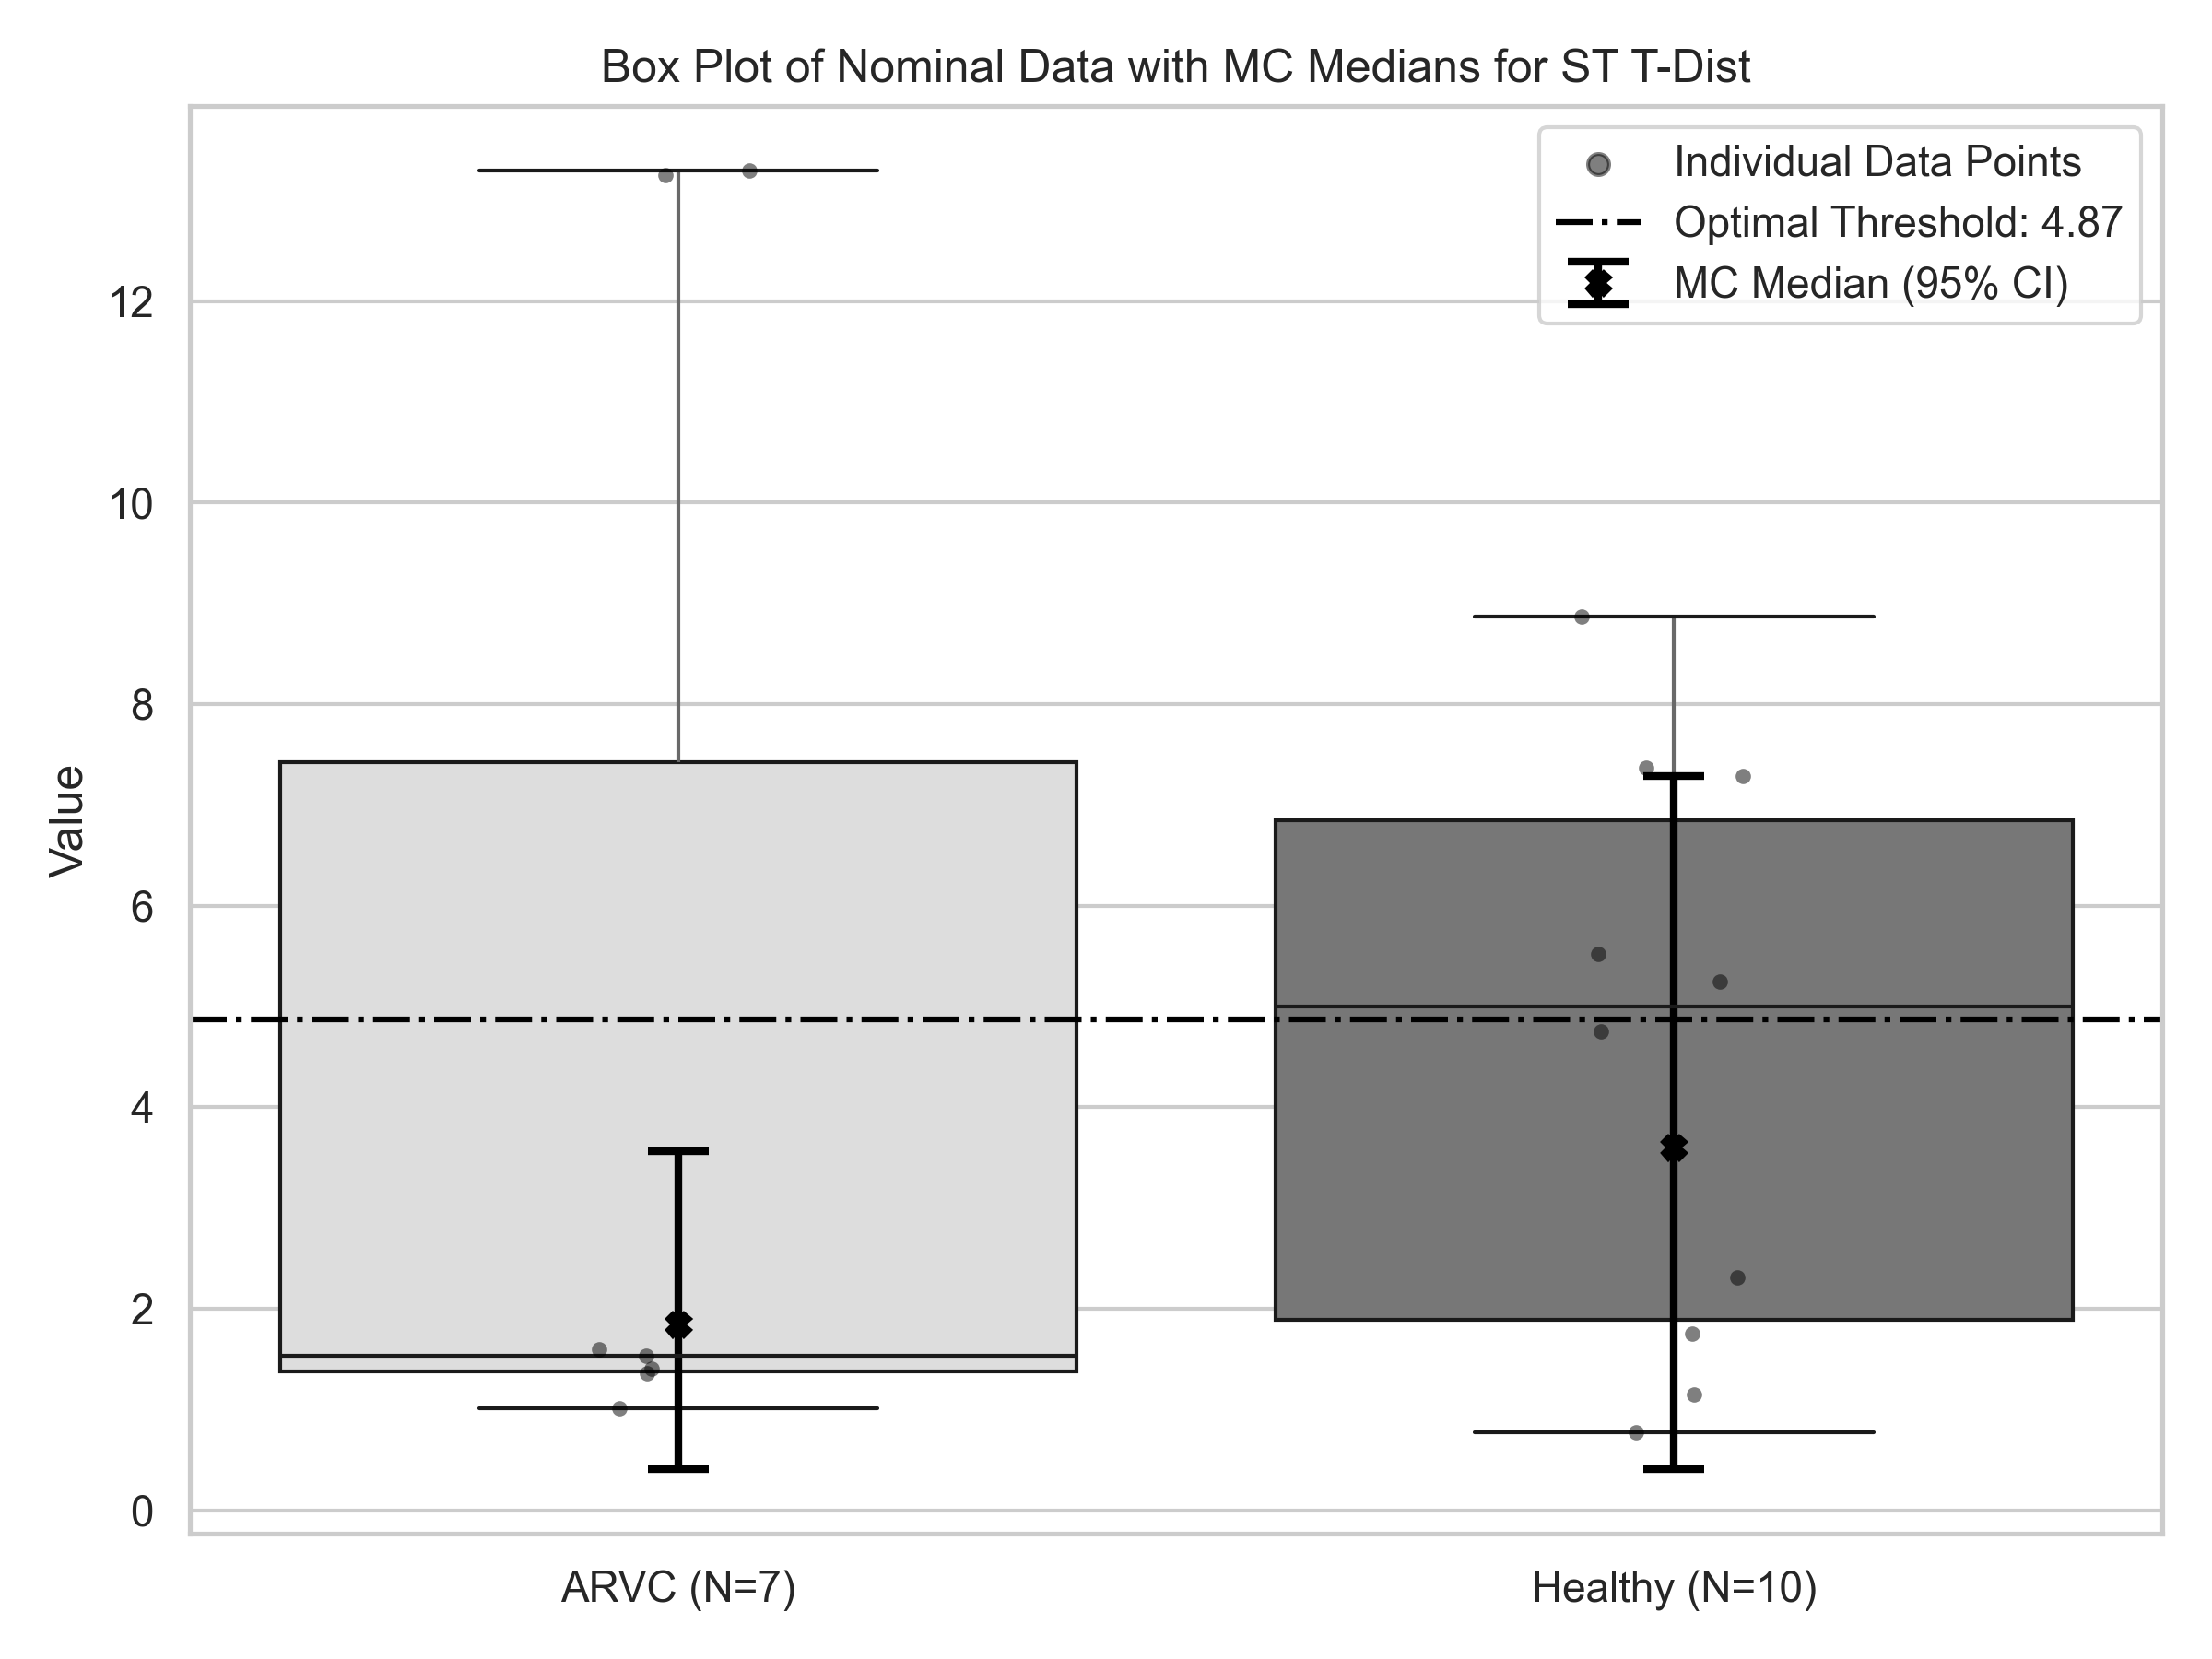 Box Plot of Nominal Data with MC Medians for ST T-Dist
Individual Data Points
Optimal Threshold: 4.87
MC Median (95% CI)
12
10
8
6
4
2
0
Value
ARVC (N=7)
Healthy (N=10)